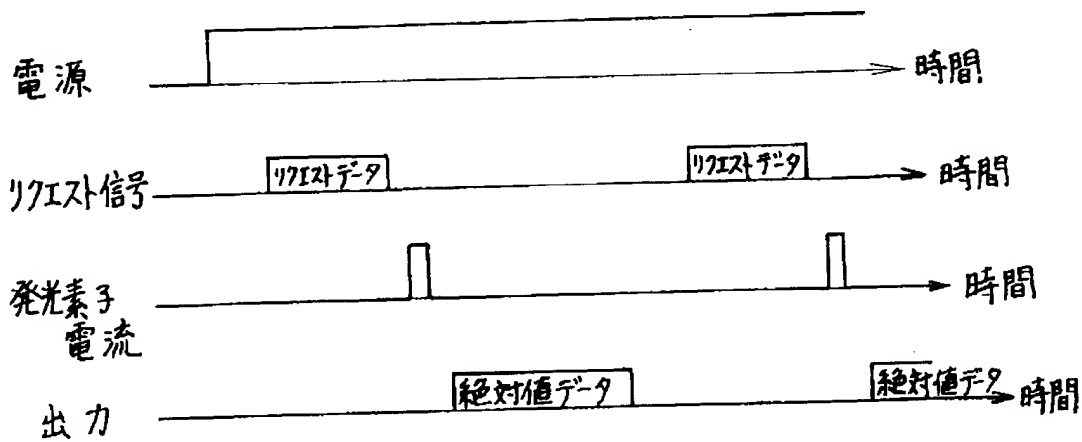 電源
時間
リクエスト信号
リクエストデータ
リクエストデータ
時間
発光素子
電流
時間
出力
絶対値データ
絶対値データ
時間